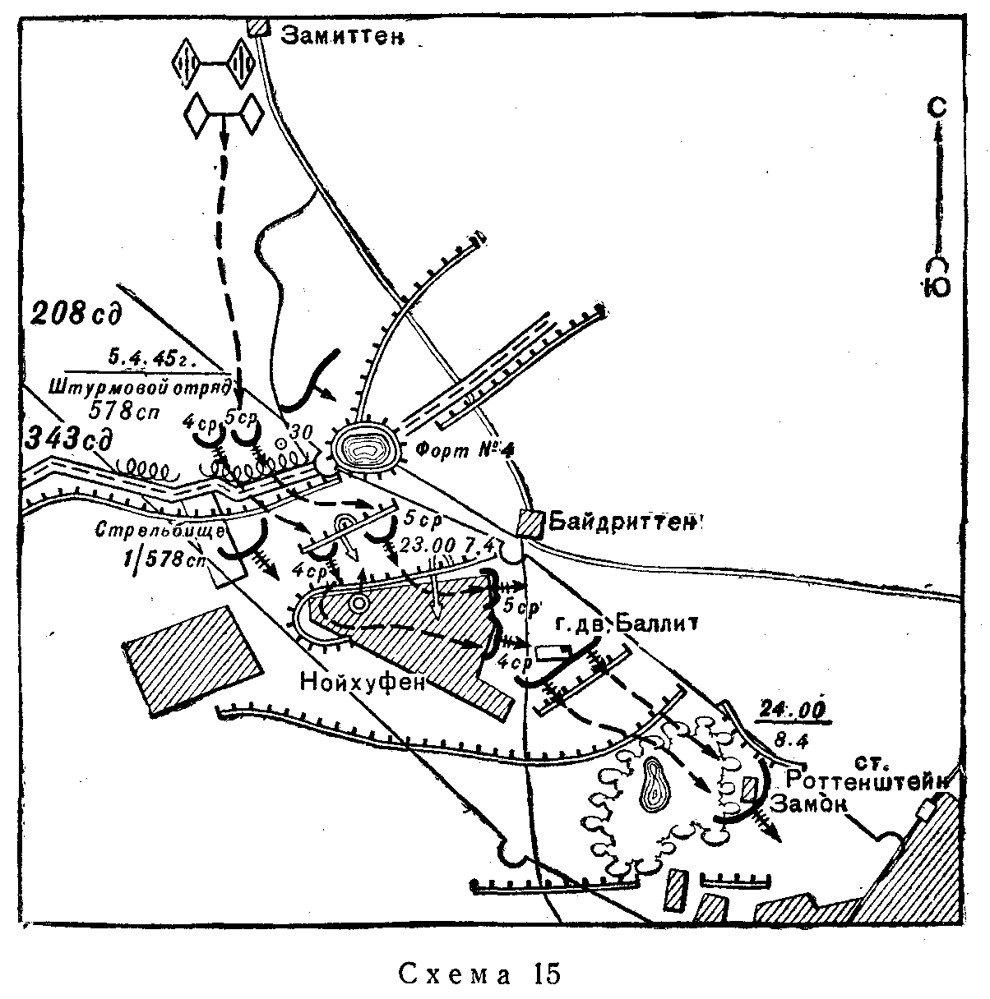 Замиттен
С
Ю
208 сд
5.4.45г.
Штурмовой отряд
578 сп
4 ср
5 ср
343 сд
30
Форт № 4
Стрельбище
1/578 сп
5 ср
23.00 7.4
4 ср
Байдриттен
5 ср
г. дв. Баллит
4 ср
Нойхуфен
24.00
8.4
ст.
Роттенштейн
Замок
Схема 15